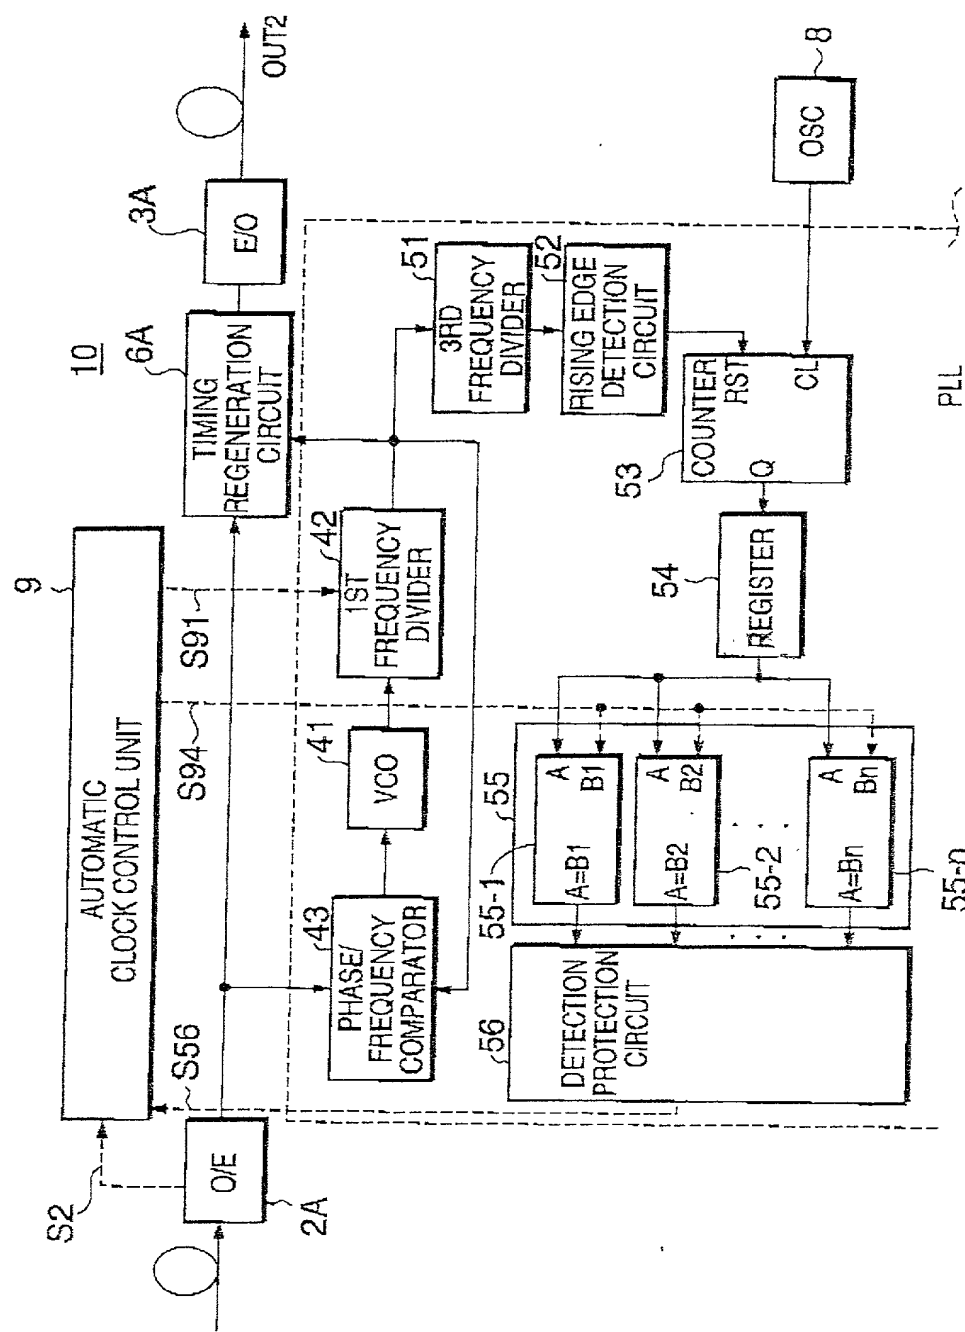 10
9
AUTOMATIC
CLOCK CONTROL UNIT
S2
S56
S94
S91
6A
TIMING
REGENERATION
CIRCUIT
3A
E/O
OUT2
O/E
2A
43
PHASE/
FREQUENCY
COMPARATOR
41
VCO
42
1ST
FREQUENCY
DIVIDER
51
3RD
FREQUENCY
DIVIDER
52
RISING EDGE
DETECTION
CIRCUIT
8
OSC
56
DETECTION
PROTECTION
CIRCUIT
55-1
55
A=B1
A
B1
A=B2
A
B2
55-2
A=Bn
A
Bn
55-n
54
REGISTER
53
COUNTER
RST
Q
CL
PLL